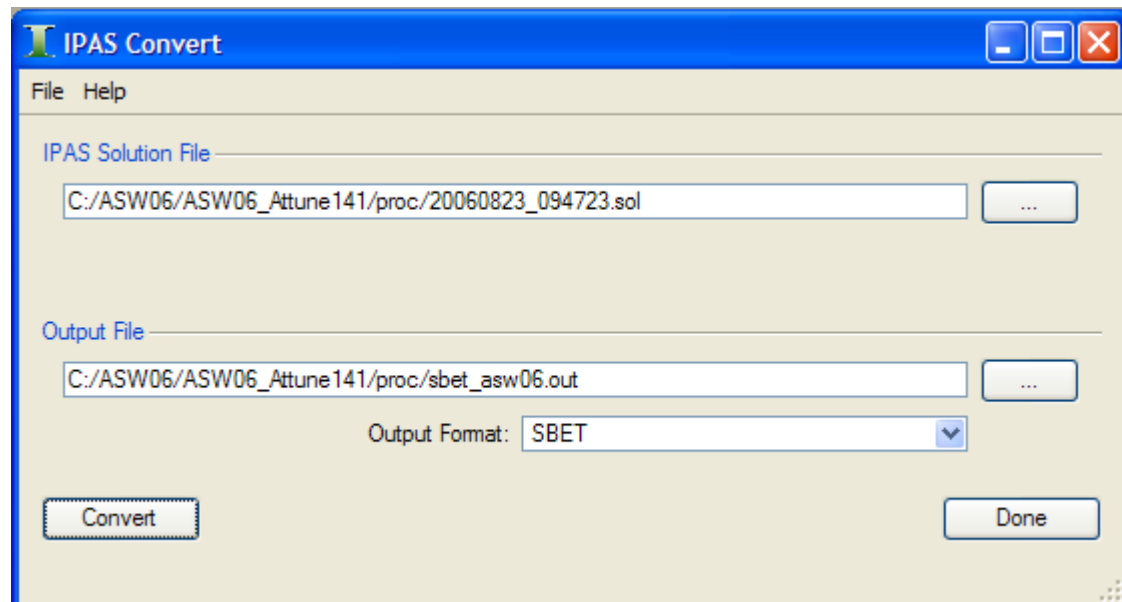 IPAS Convert
File Help
IPAS Solution File
C:/ASW06/ASW06_Attune141/proc/20060823_094723.sol
...
Output File
C:/ASW06/ASW06_Attune141/proc/sbet_asw06.out
...
Output Format: SBET
Convert Done